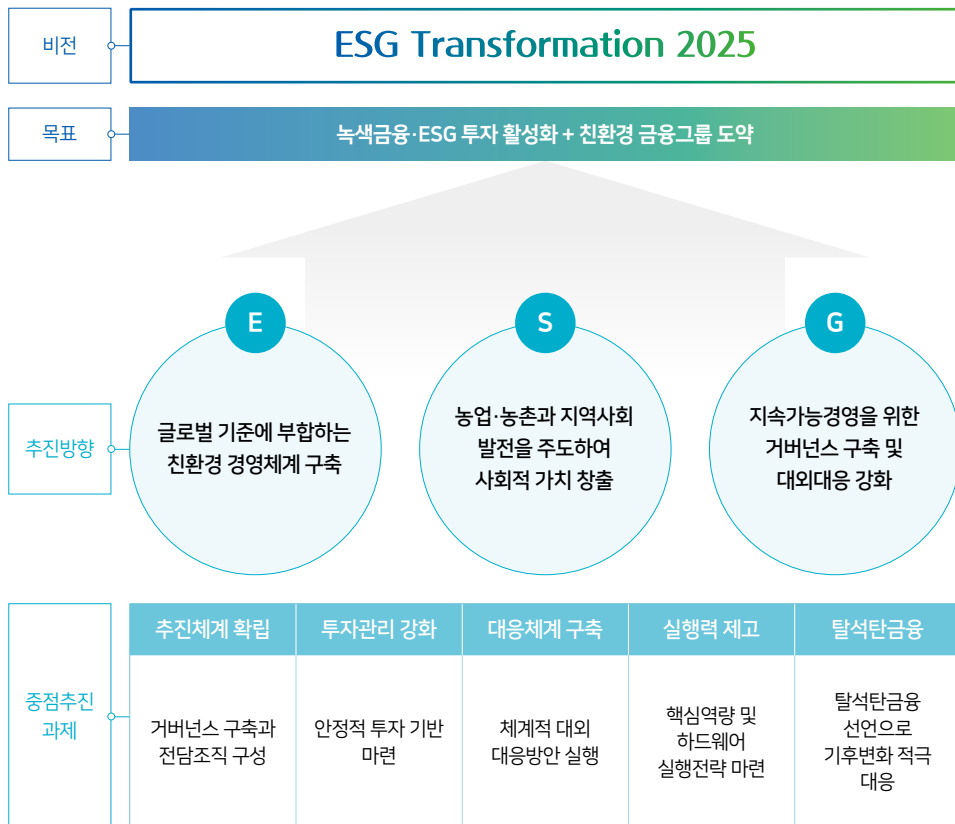 비전
ESG Transformation 2025
목표
녹색금융·ESG 투자 활성화 + 친환경 금융그룹 도약
추진방향
E
글로벌 기준에 부합하는
친환경 경영체계 구축
S
농업·농촌과 지역사회
발전을 주도하여
사회적 가치 창출
G
지속가능경영을 위한
거버넌스 구축 및
대외대응 강화
중점추진
과제
추진체계 확립
거버넌스 구축과
전담조직 구성
투자관리 강화
안정적 투자 기반
마련
대응체계 구축
체계적 대외
대응방안 실행
실행력 제고
핵심역량 및
하드웨어
실행전략 마련
탈석탄금융
탈석탄금융
선언으로
기후변화 적극
대응